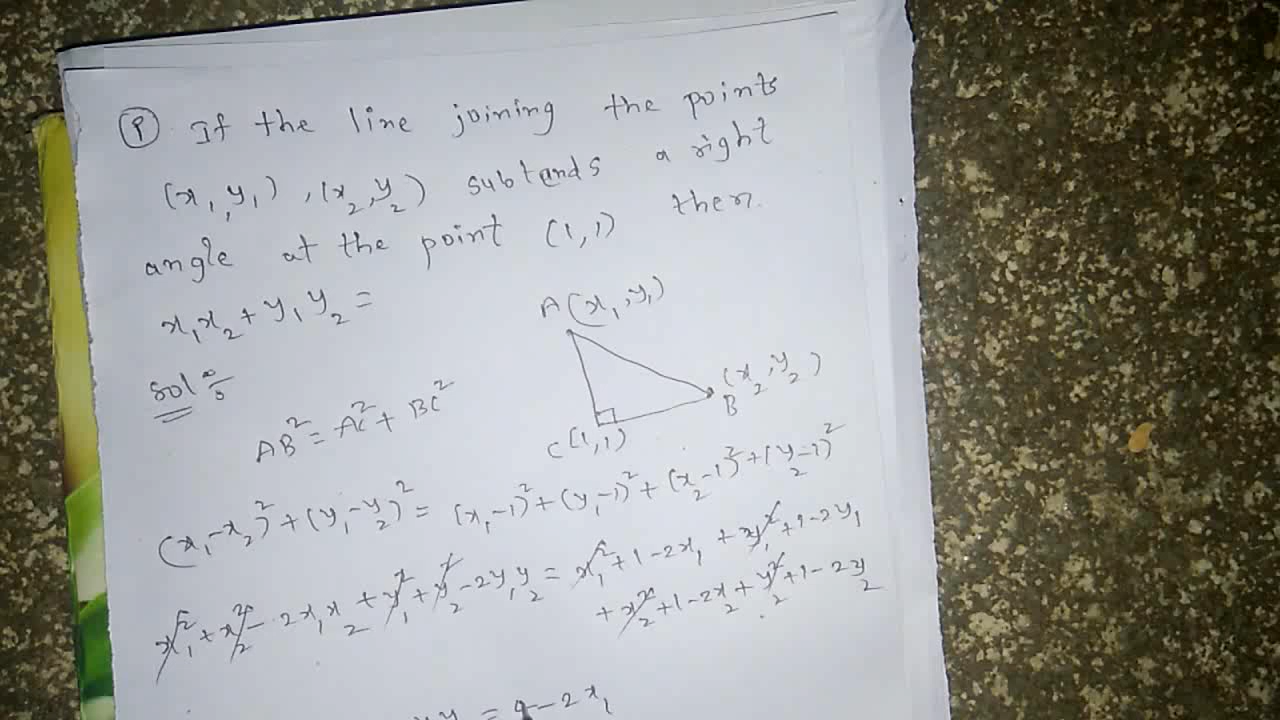 (P) If the line joining the points
(x₁, y₁), (x₂, y₂) subtends a right
angle at the point (1,1) then.
x₁x₂ + y₁y₂ =
A(x₁, y₁)
Sol:
(x₂, y₂)
B
AB² = AC² + BC²
C(1,1)
(x₁-x₂)² + (y₁-y₂)² = (x₁-1)² + (y₁-1)² + (x₂-1)² + (y₂-1)²
x₁² + x₂² - 2x₁x₂ + y₁² + y₂² - 2y₁y₂ = x₁² + 1 - 2x₁ + y₁² + 1 - 2y₁
+ x₂² + 1 - 2x₂ + y₂² + 1 - 2y₂
= 4 - 2x₁